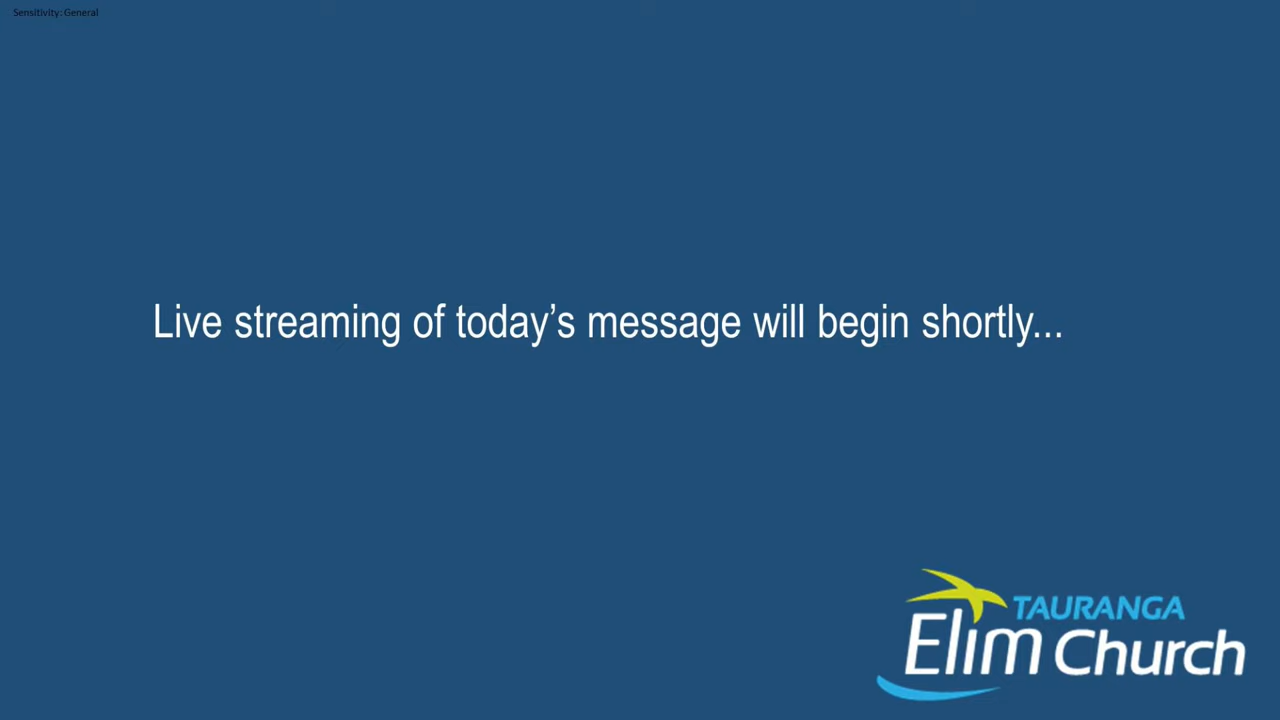 Sensitivity: General
Live streaming of today’s message will begin shortly...
TAURANGA
Elim Church